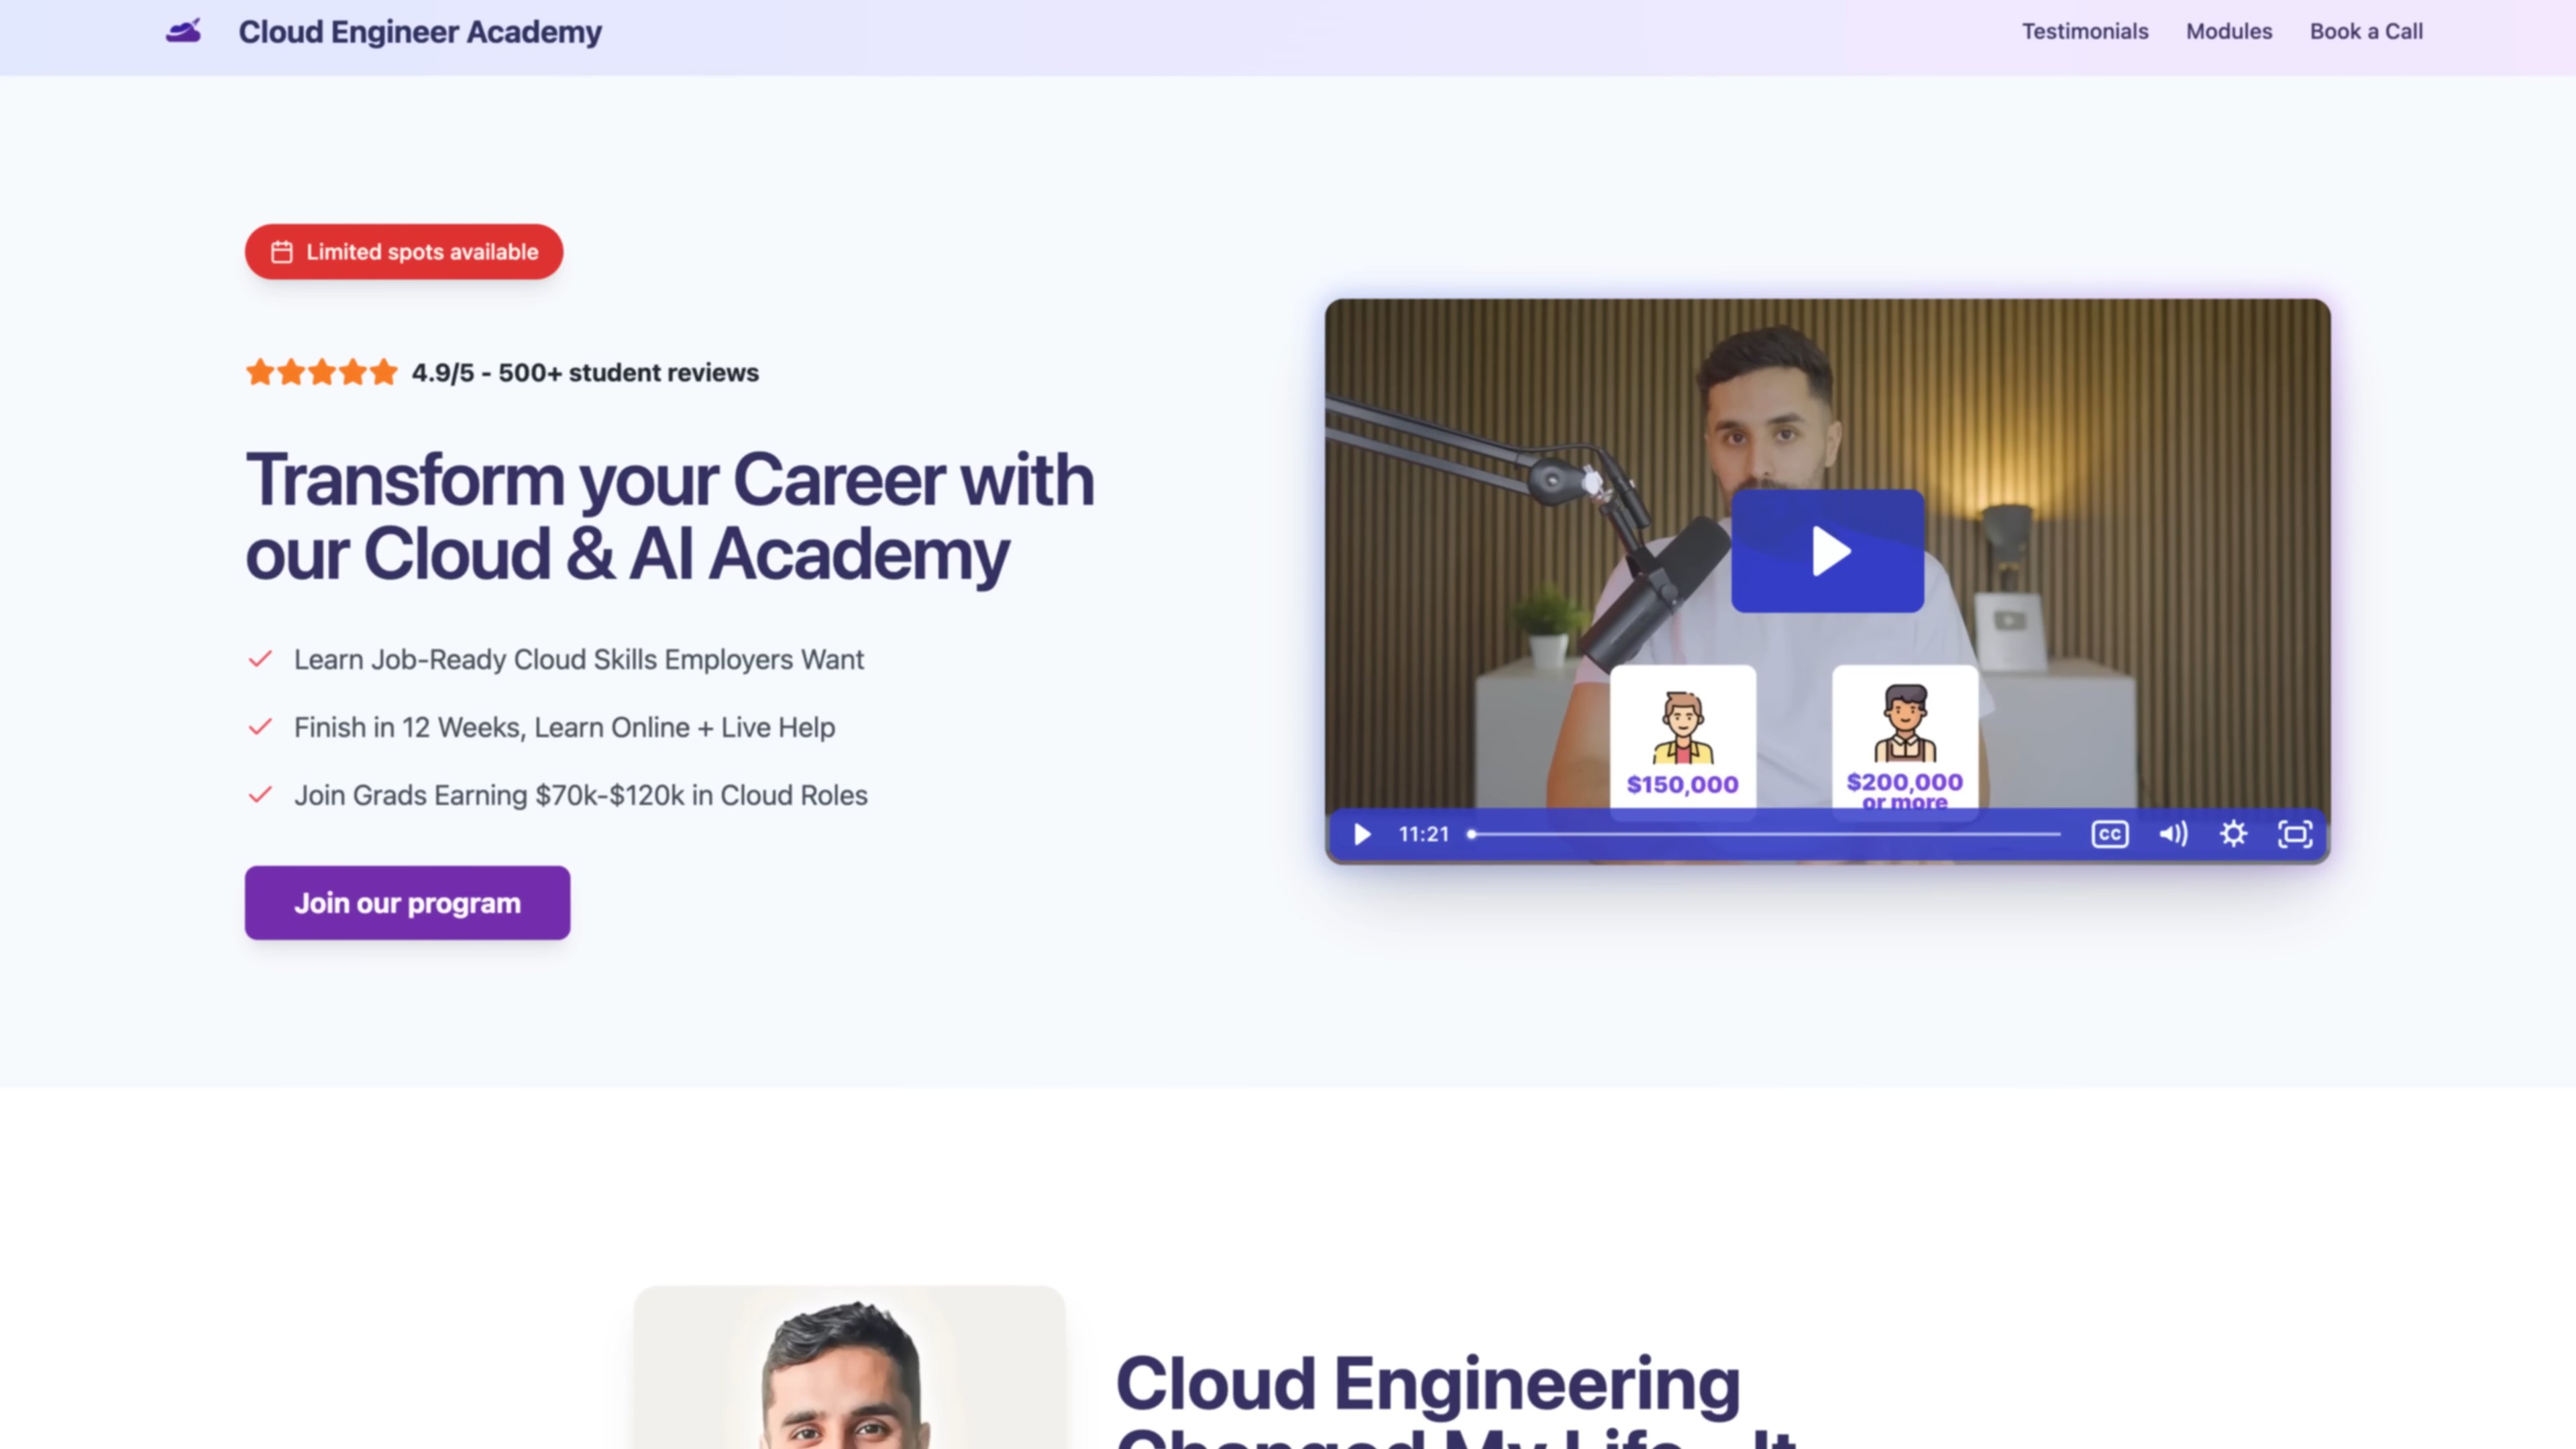 Cloud Engineer Academy
Testimonials
Modules
Book a Call
Limited spots available
4.9/5 - 500+ student reviews
Transform your Career with
our Cloud & AI Academy
Learn Job-Ready Cloud Skills Employers Want
Finish in 12 Weeks, Learn Online + Live Help
Join Grads Earning $70k-$120k in Cloud Roles
Join our program
$150,000
$200,000
or more
11:21
CC
Cloud Engineering
Changed My Life - It